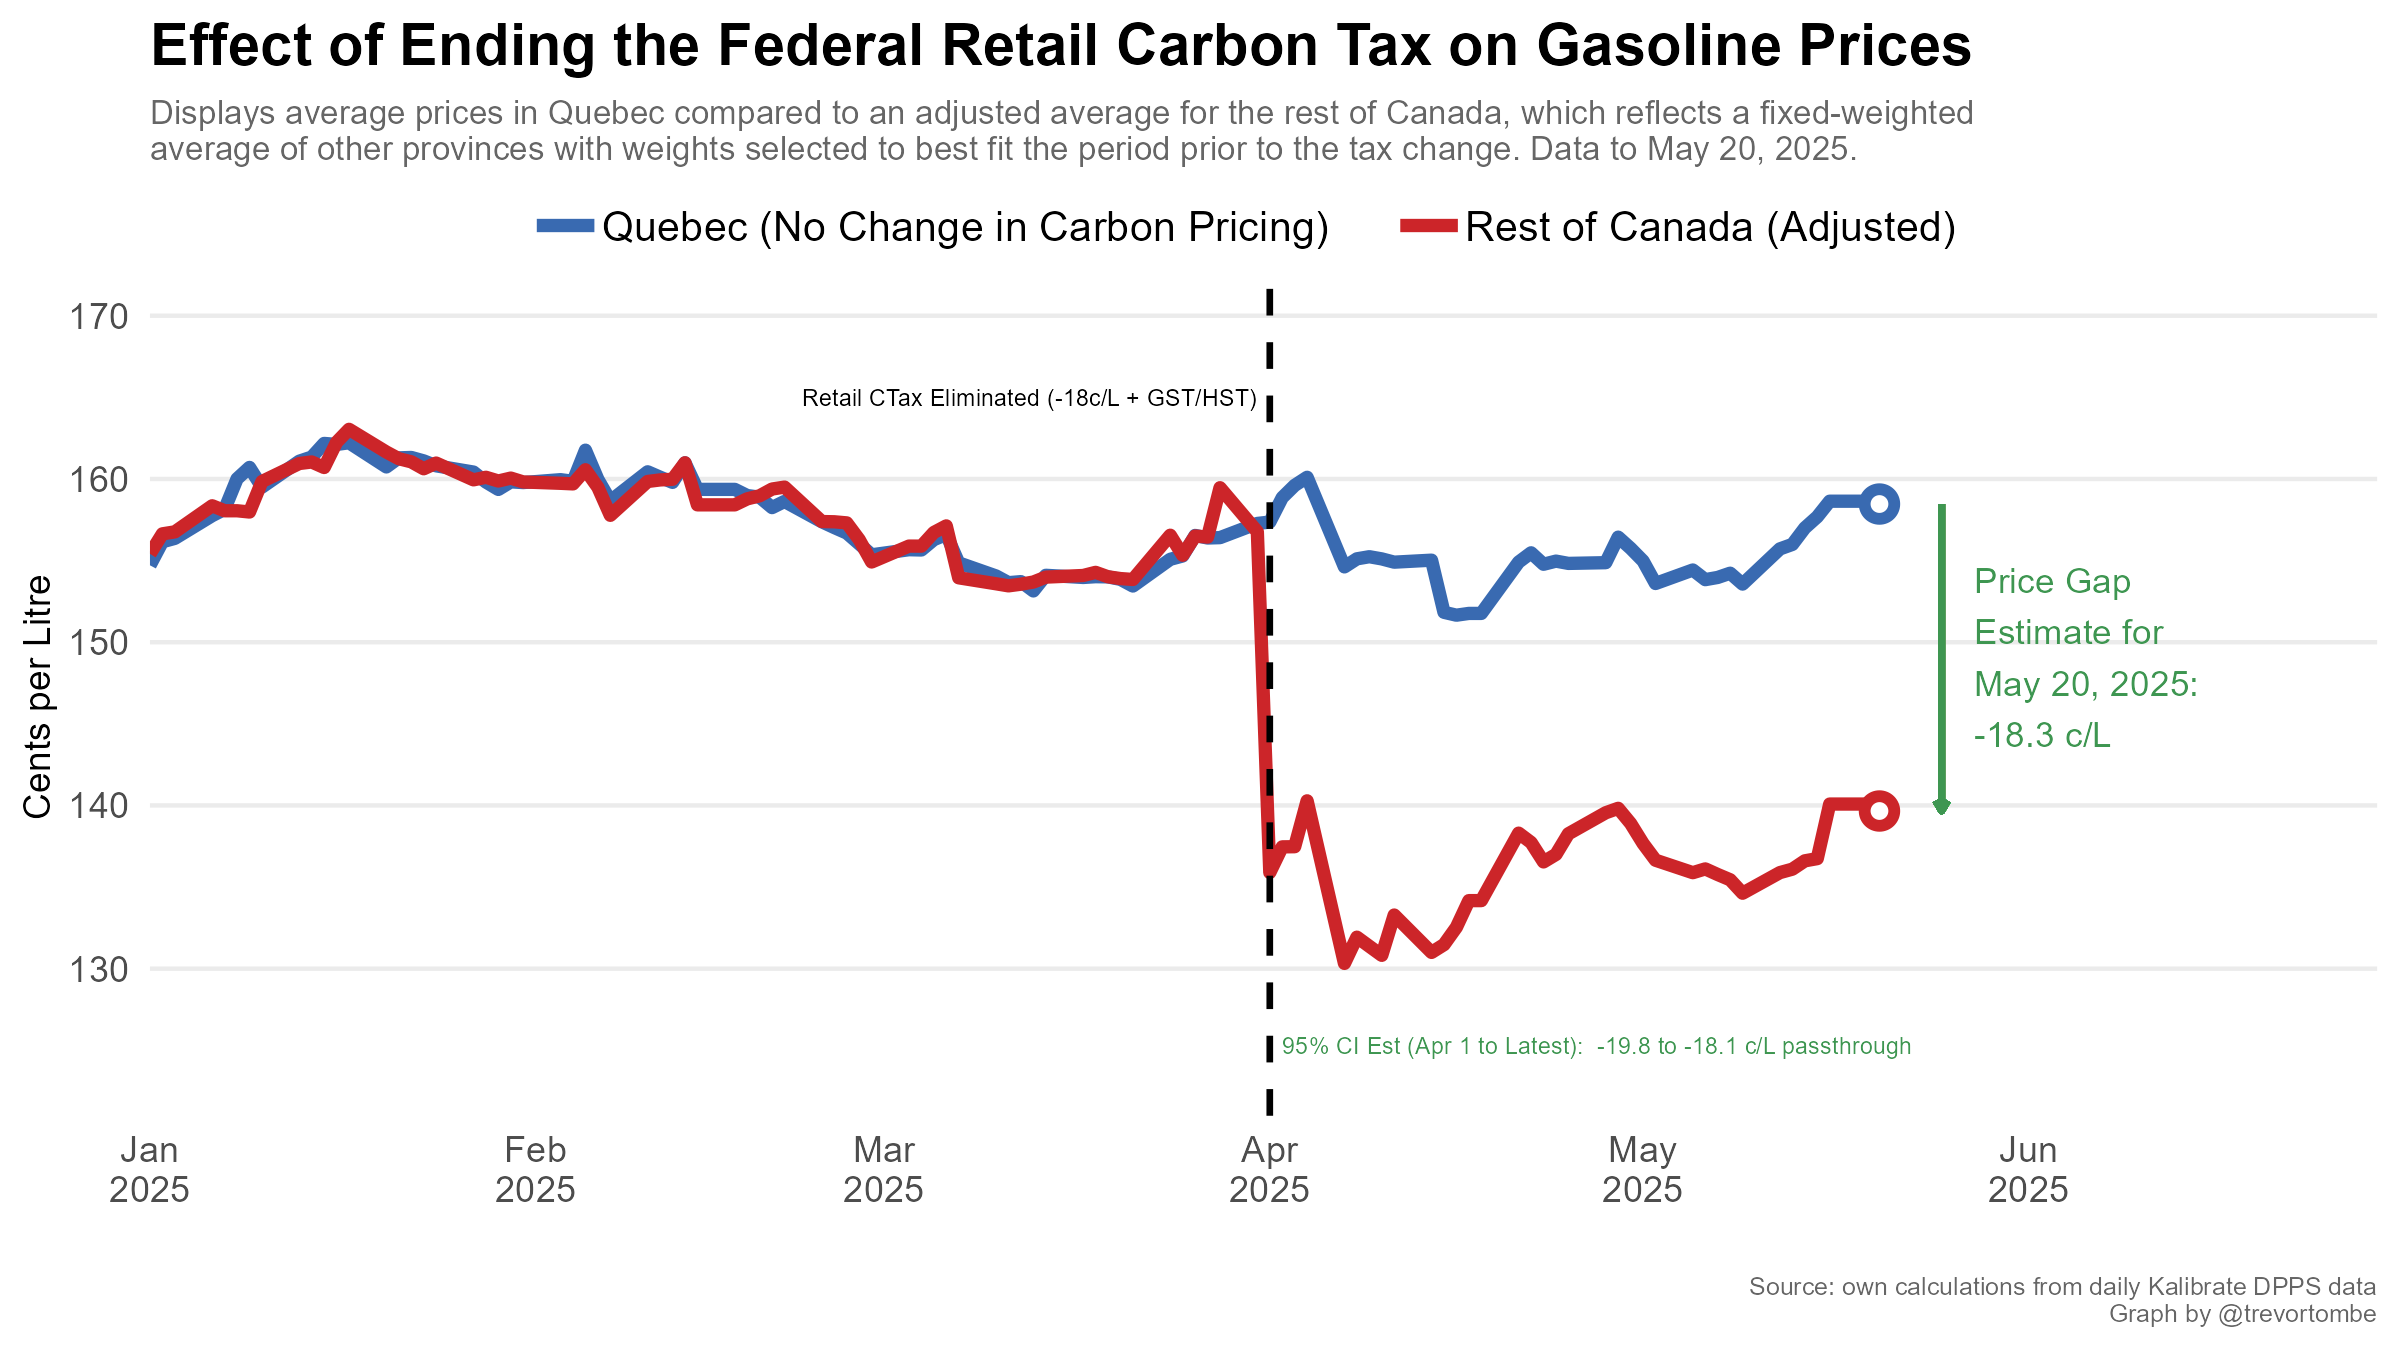 Effect of Ending the Federal Retail Carbon Tax on Gasoline Prices
Displays average prices in Quebec compared to an adjusted average for the rest of Canada, which reflects a fixed-weighted
average of other provinces with weights selected to best fit the period prior to the tax change. Data to May 20, 2025.
Quebec (No Change in Carbon Pricing)
Rest of Canada (Adjusted)
Cents per Litre
170
160
150
140
130
Retail CTax Eliminated (-18c/L + GST/HST)
Price Gap
Estimate for
May 20, 2025:
-18.3 c/L
95% CI Est (Apr 1 to Latest):  -19.8 to -18.1 c/L passthrough
Jan
2025
Feb
2025
Mar
2025
Apr
2025
May
2025
Jun
2025
Source: own calculations from daily Kalibrate DPPS data
Graph by @trevortombe